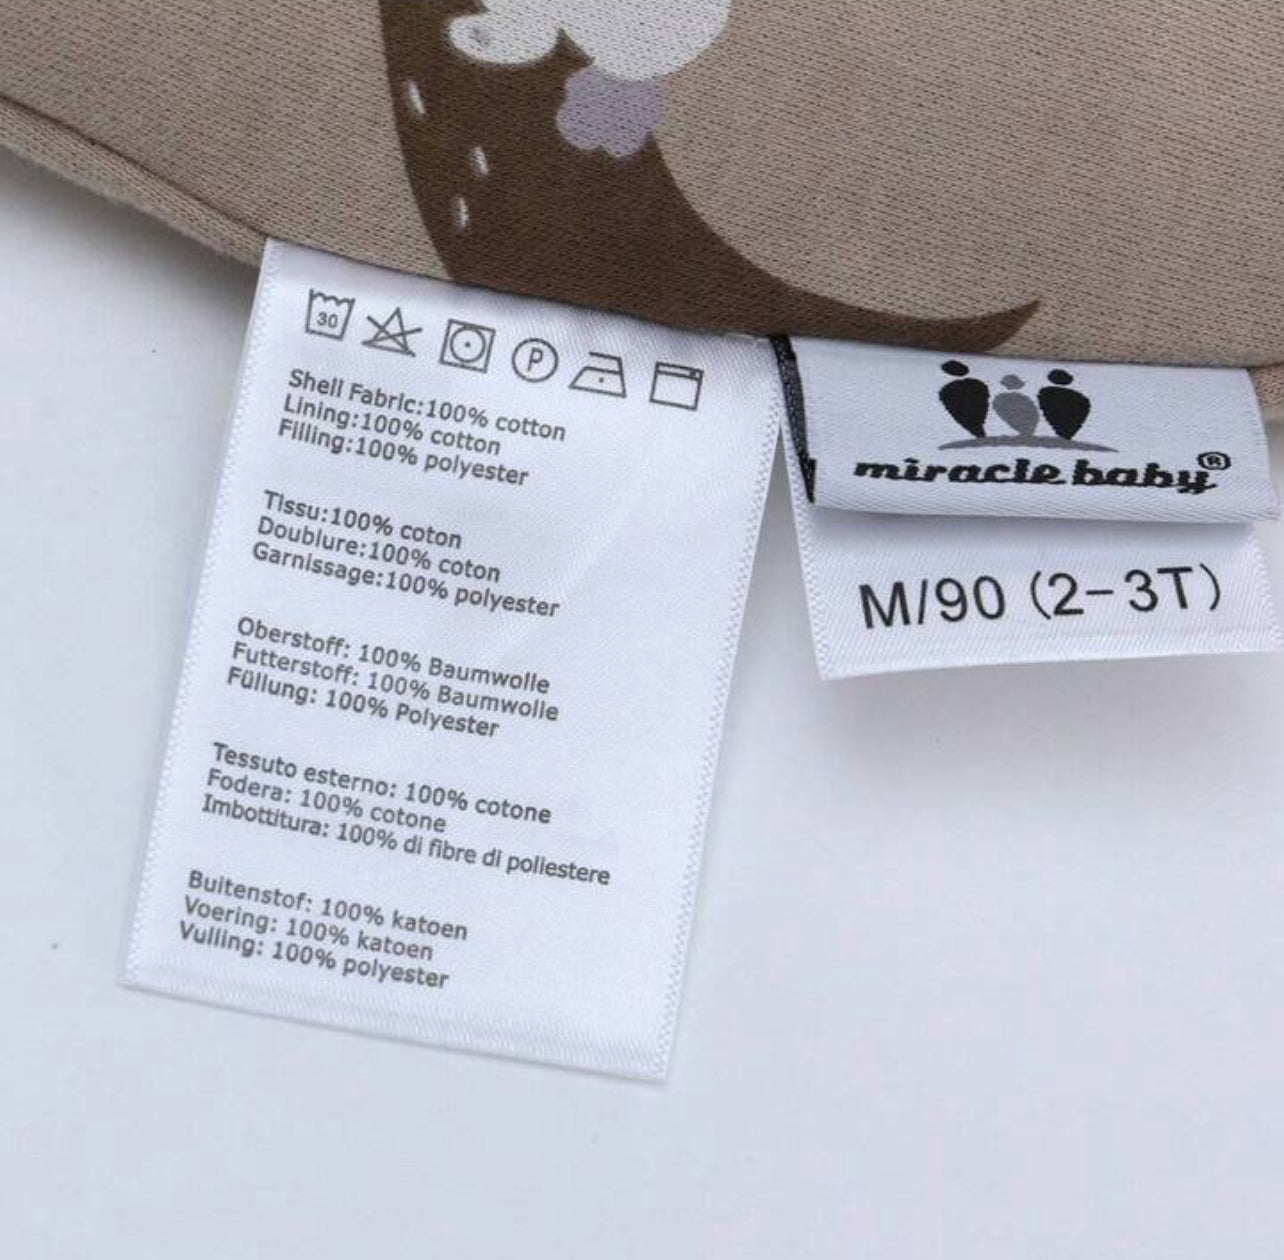 30
P
Shell Fabric:100% cotton
Lining:100% cotton
Filling:100% polyester
Tissu:100% coton
Doublure:100% coton
Garnissage:100% polyester
Oberstoff: 100% Baumwolle
Futterstoff: 100% Baumwolle
Füllung: 100% Polyester
Tessuto esterno: 100% cotone
Fodera: 100% cotone
Imbottitura: 100% di fibre di poliestere
Buitenstof: 100% katoen
Voering: 100% katoen
Vulling: 100% polyester
miracle baby®
M/90 (2-3T)